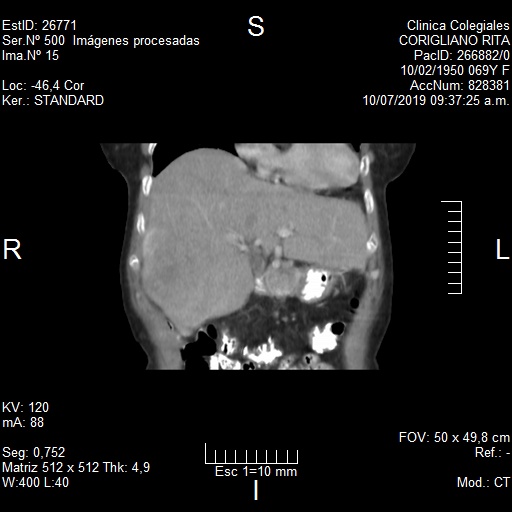 EstID: 26771
Ser.Nº 500 Imágenes procesadas
Ima.Nº 15
Loc: -46,4 Cor
Ker.: STANDARD
S
Clinica Colegiales
CORIGLIANO RITA
PacID: 266882/0
10/02/1950 069Y F
AccNum: 828381
10/07/2019 09:37:25 a.m.
R
L
KV: 120
mA: 88
Seg: 0,752
Matriz 512 x 512 Thk: 4,9
W:400 L:40
Esc 1=10 mm
I
FOV: 50 x 49,8 cm
Ref.: -
Mod.: CT